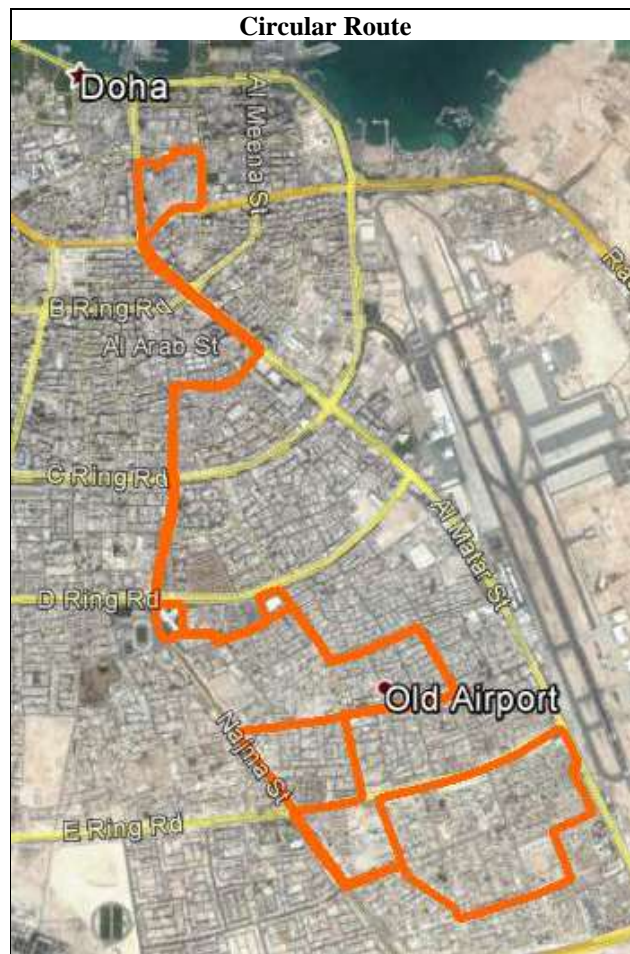 Circular Route
Doha
Al Meena St
B Ring Rd
Al Arab St
C Ring Rd
Al Matar St
D Ring Rd
Old Airport
Najma St
E Ring Rd